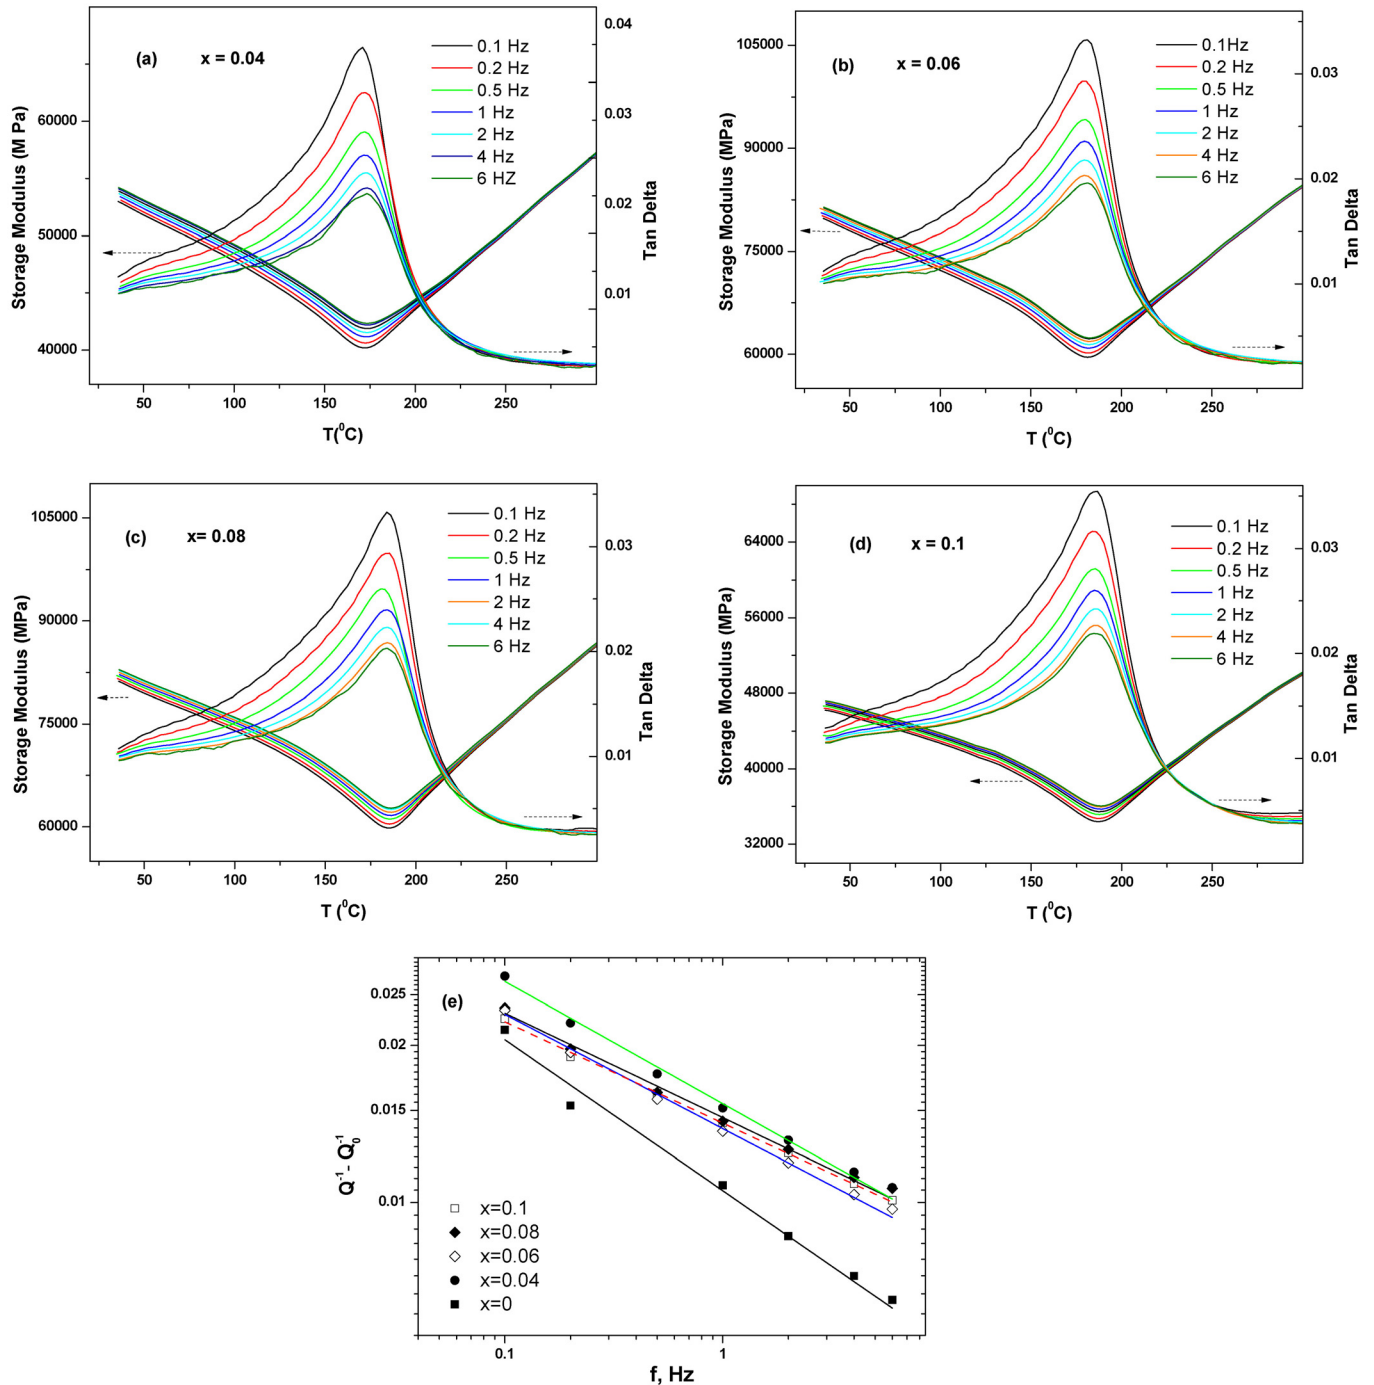 (a) x = 0.04
0.1 Hz
0.2 Hz
0.5 Hz
1 Hz
2 Hz
4 Hz
6 HZ
60000
50000
40000
Storage Modulus (M Pa)
0.04
0.03
0.02
0.01
Tan Delta
50 100 150 200 250
T(⁰C)
(b) x = 0.06
0.1Hz
0.2 Hz
0.5 Hz
1 Hz
2 Hz
4 Hz
6 Hz
105000
90000
75000
60000
Storage Modulus (MPa)
0.03
0.02
0.01
Tan Delta
50 100 150 200 250
T (⁰C)
(c) x= 0.08
0.1 Hz
0.2 Hz
0.5 Hz
1 Hz
2 Hz
4 Hz
6 Hz
105000
90000
75000
60000
Storage Modulus (MPa)
0.03
0.02
0.01
Tan Delta
50 100 150 200 250
T (⁰C)
(d) x = 0.1
0.1 Hz
0.2 Hz
0.5 Hz
1 Hz
2 Hz
4 Hz
6 Hz
64000
56000
48000
40000
32000
Storage Modulus (MPa)
0.03
0.02
0.01
Tan Delta
50 100 150 200 250
T (⁰C)
(e)
0.025
0.02
0.015
0.01
Q⁻¹- Q₀⁻¹
x=0.1
x=0.08
x=0.06
x=0.04
x=0
0.1 1
f, Hz